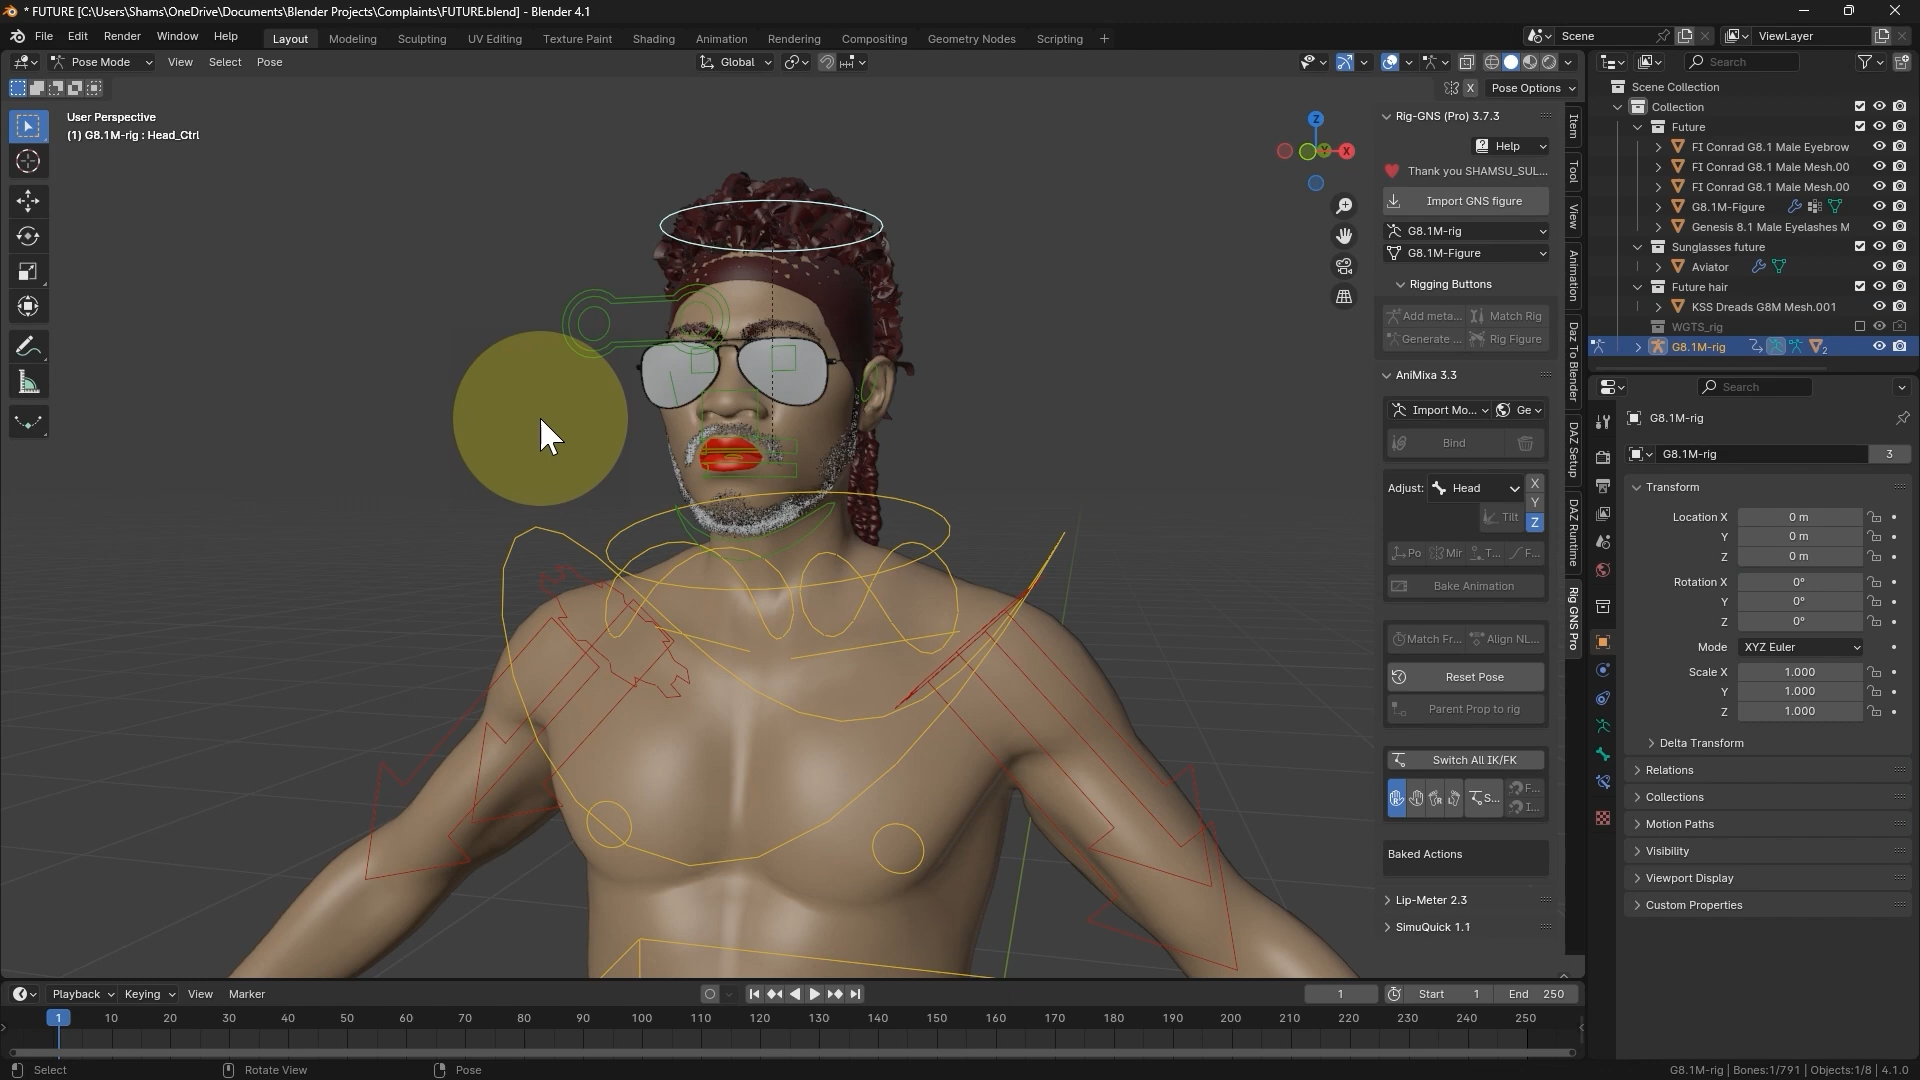 * FUTURE [C:\Users\Shams\OneDrive\Documents\Blender Projects\Complaints\FUTURE.blend] - Blender 4.1
File Edit Render Window Help
Layout Modeling Sculpting UV Editing Texture Paint Shading Animation Rendering Compositing Geometry Nodes Scripting +
Scene
ViewLayer
Pose Mode
View Select Pose
Global
Search
X
Pose Options
User Perspective
(1) G8.1M-rig : Head_Ctrl
Z
X
Rig-GNS (Pro) 3.7.3
Help
Thank you SHAMSU_SUL...
Import GNS figure
G8.1M-rig
G8.1M-Figure
Rigging Buttons
Add meta... Match Rig
Generate ... Rig Figure
AniMixa 3.3
Import Mo... Ge
Bind
Adjust: Head X
Y
Tilt Z
Po Mir T... F...
Bake Animation
Match Fr... Align NL...
Reset Pose
Parent Prop to rig
Switch All IK/FK
S... F...
I...
Baked Actions
Lip-Meter 2.3
SimuQuick 1.1
Item
Tool
View
Animation
Daz To Blender
DAZ Setup
DAZ Runtime
Rig GNS Pro
Scene Collection
Collection
Future
FI Conrad G8.1 Male Eyebrow
FI Conrad G8.1 Male Mesh.00
FI Conrad G8.1 Male Mesh.00
G8.1M-Figure
Genesis 8.1 Male Eyelashes M
Sunglasses future
Aviator
Future hair
KSS Dreads G8M Mesh.001
WGTS_rig
G8.1M-rig 2
Search
G8.1M-rig
G8.1M-rig 3
Transform
Location X 0 m
Y 0 m
Z 0 m
Rotation X 0°
Y 0°
Z 0°
Mode XYZ Euler
Scale X 1.000
Y 1.000
Z 1.000
Delta Transform
Relations
Collections
Motion Paths
Visibility
Viewport Display
Custom Properties
Playback Keying View Marker
1 Start 1 End 250
1 10 20 30 40 50 60 70 80 90 100 110 120 130 140 150 160 170 180 190 200 210 220 230 240 250
Select Rotate View Pose
G8.1M-rig | Bones:1/791 | Objects:1/8 | 4.1.0